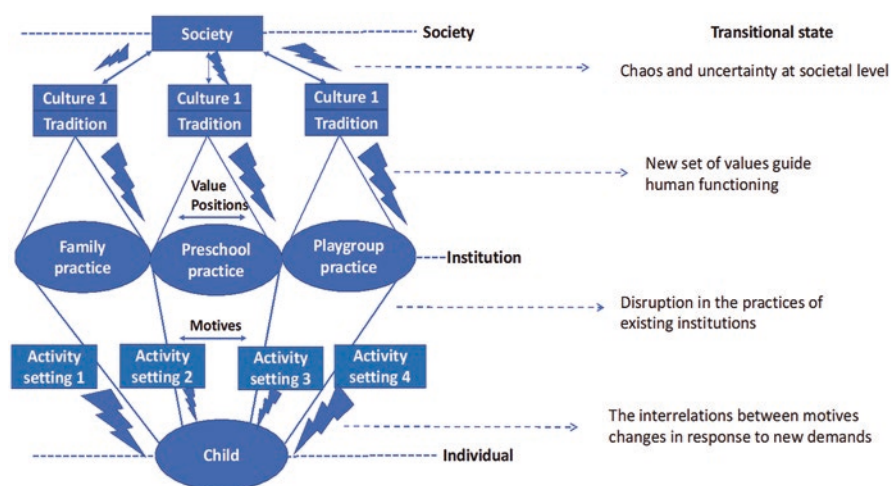 Society
Society
Transitional state
Chaos and uncertainty at societal level
Culture 1
Tradition
Culture 1
Tradition
Culture 1
Tradition
New set of values guide
human functioning
Value
Positions
Family
practice
Preschool
practice
Playgroup
practice
Institution
Disruption in the practices of
existing institutions
Motives
Activity
setting 1
Activity
setting 2
Activity
setting 3
Activity
setting 4
The interrelations between motives
changes in response to new demands
Child
Individual